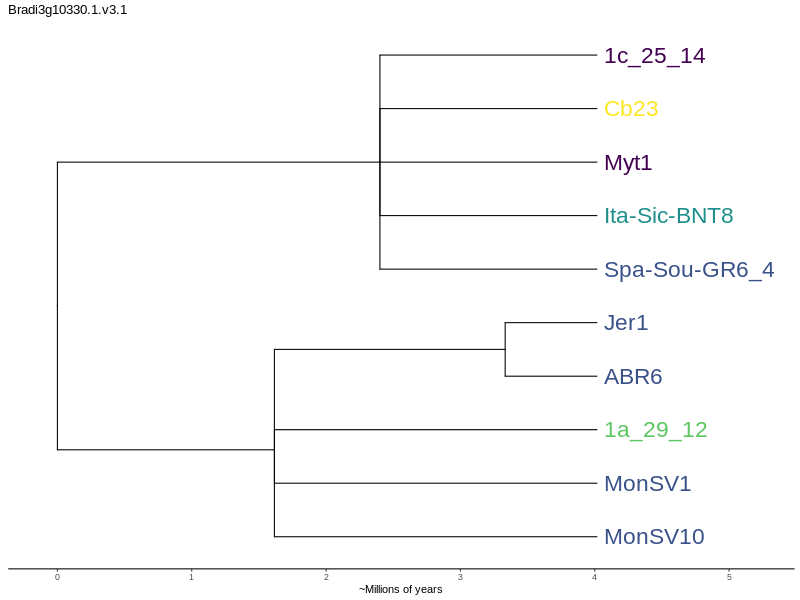 Bradi3g10330.1.v3.1
1c_25_14
Cb23
Myt1
Ita-Sic-BNT8
Spa-Sou-GR6_4
Jer1
ABR6
1a_29_12
MonSV1
MonSV10
0 1 2 3 4 5
~Millions of years